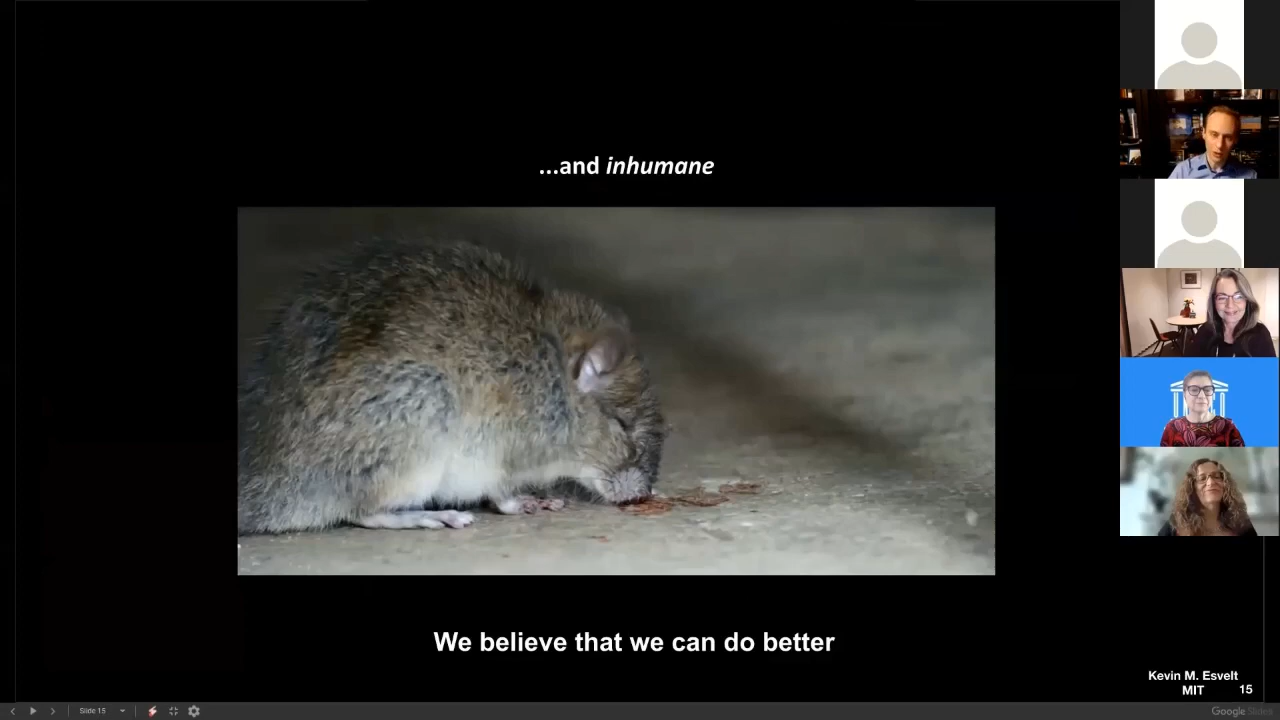 ...and inhumane
We believe that we can do better
Kevin M. Esvelt
MIT 15
Slide 15
Google Slides